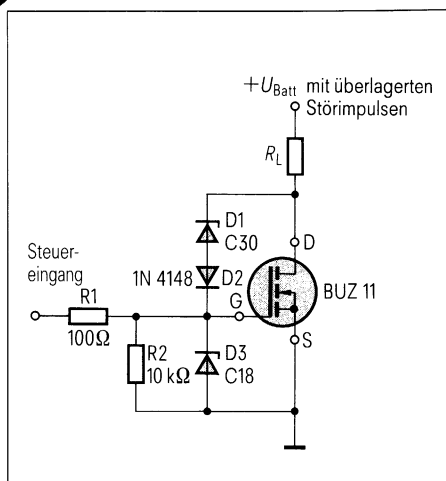 +U_Batt mit überlagerten
Störimpulsen
R_L
D1
C30
D
Steuer-
eingang
1N 4148
D2
BUZ 11
R1
G
100Ω
S
R2
10 kΩ
D3
C18